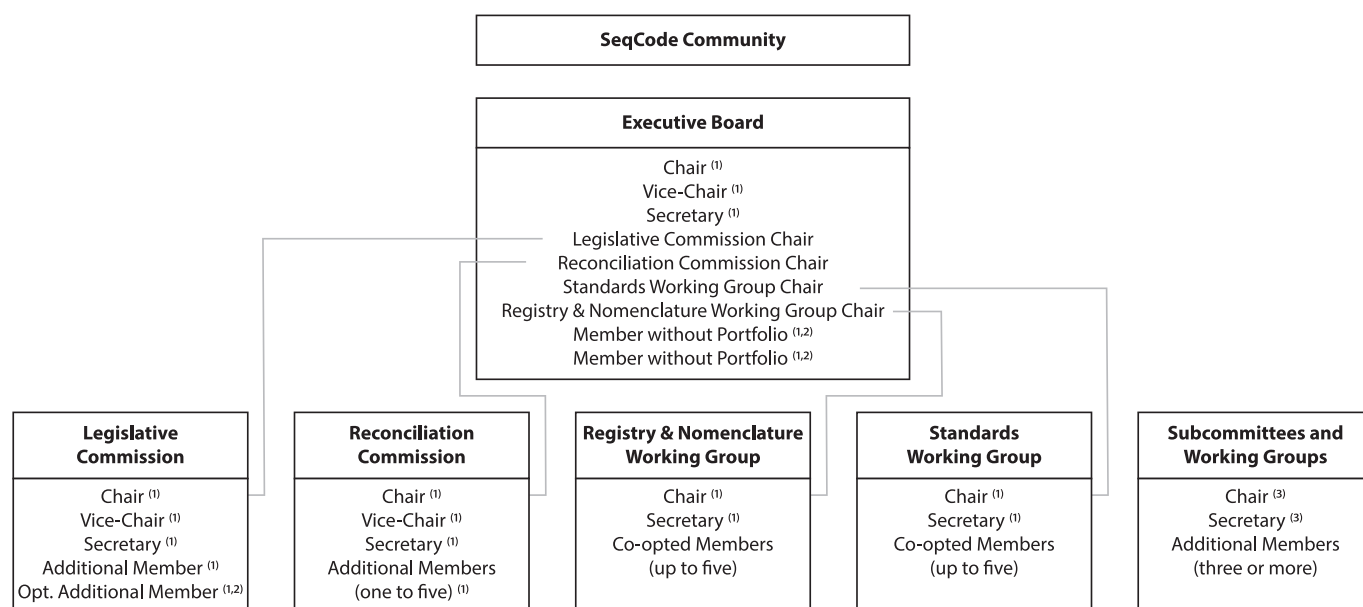 SeqCode Community
Executive Board
Chair (1)
Vice-Chair (1)
Secretary (1)
Legislative Commission Chair
Reconciliation Commission Chair
Standards Working Group Chair
Registry & Nomenclature Working Group Chair
Member without Portfolio (1,2)
Member without Portfolio (1,2)
Legislative
Commission
Chair (1)
Vice-Chair (1)
Secretary (1)
Additional Member (1)
Opt. Additional Member (1,2)
Reconciliation
Commission
Chair (1)
Vice-Chair (1)
Secretary (1)
Additional Members
(one to five) (1)
Registry & Nomenclature
Working Group
Chair (1)
Secretary (1)
Co-opted Members
(up to five)
Standards
Working Group
Chair (1)
Secretary (1)
Co-opted Members
(up to five)
Subcommittees and
Working Groups
Chair (3)
Secretary (3)
Additional Members
(three or more)